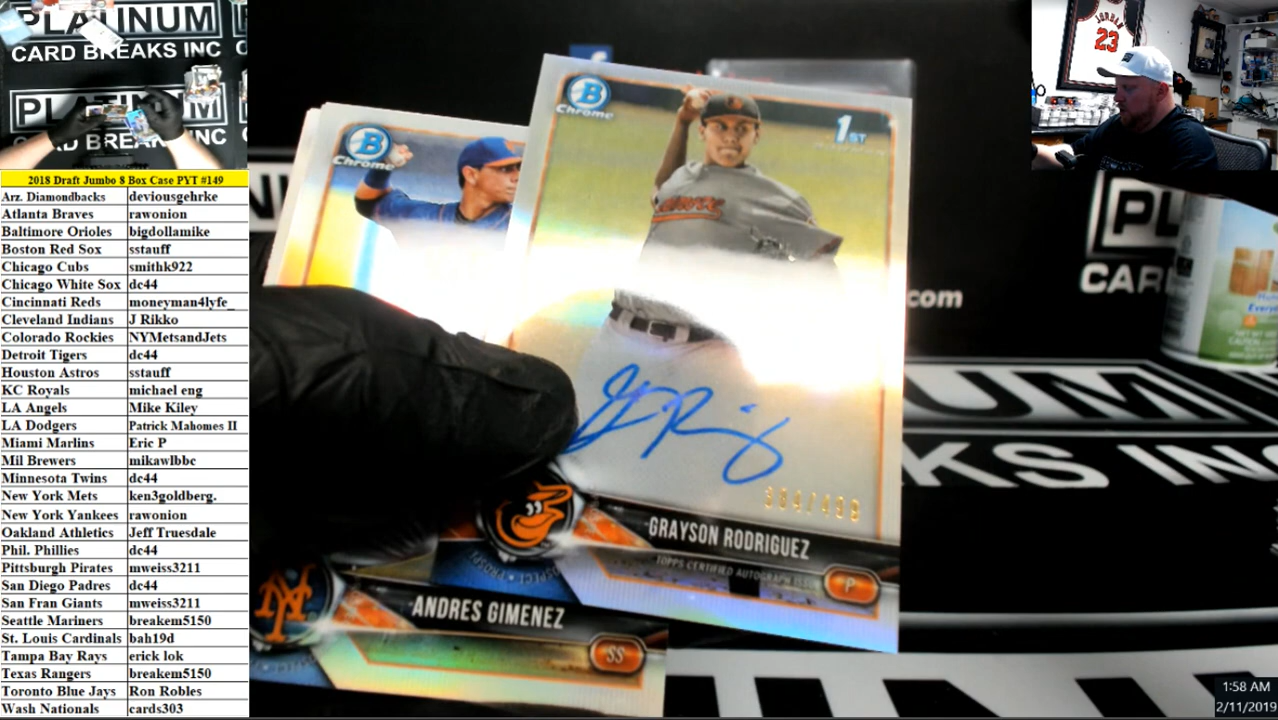 PLATINUM
CARD BREAKS INC
2018 Draft Jumbo 8 Box Case PYT #149
Arz. Diamondbacks deviousgehrke
Atlanta Braves rawonion
Baltimore Orioles bigdollamike
Boston Red Sox sstauff
Chicago Cubs smithk922
Chicago White Sox dc44
Cincinnati Reds moneyman4lyfe_
Cleveland Indians J Rikko
Colorado Rockies NYMetsandJets
Detroit Tigers dc44
Houston Astros sstauff
KC Royals michael eng
LA Angels Mike Kiley
LA Dodgers Patrick Mahomes II
Miami Marlins Eric P
Mil Brewers mikawlbbc
Minnesota Twins dc44
New York Mets ken3goldberg.
New York Yankees rawonion
Oakland Athletics Jeff Truesdale
Phil. Phillies dc44
Pittsburgh Pirates mweiss3211
San Diego Padres dc44
San Fran Giants mweiss3211
Seattle Mariners breakem5150
St. Louis Cardinals bah19d
Tampa Bay Rays erick lok
Texas Rangers breakem5150
Toronto Blue Jays Ron Robles
Wash Nationals cards303
B
Chrome
B
Chrome
1ST
GRAYSON RODRIGUEZ
TOPPS CERTIFIED AUTOGRAPH ISSUE
P
ANDRES GIMENEZ
SS
.com
JORDAN
23
1:58 AM
2/11/2019